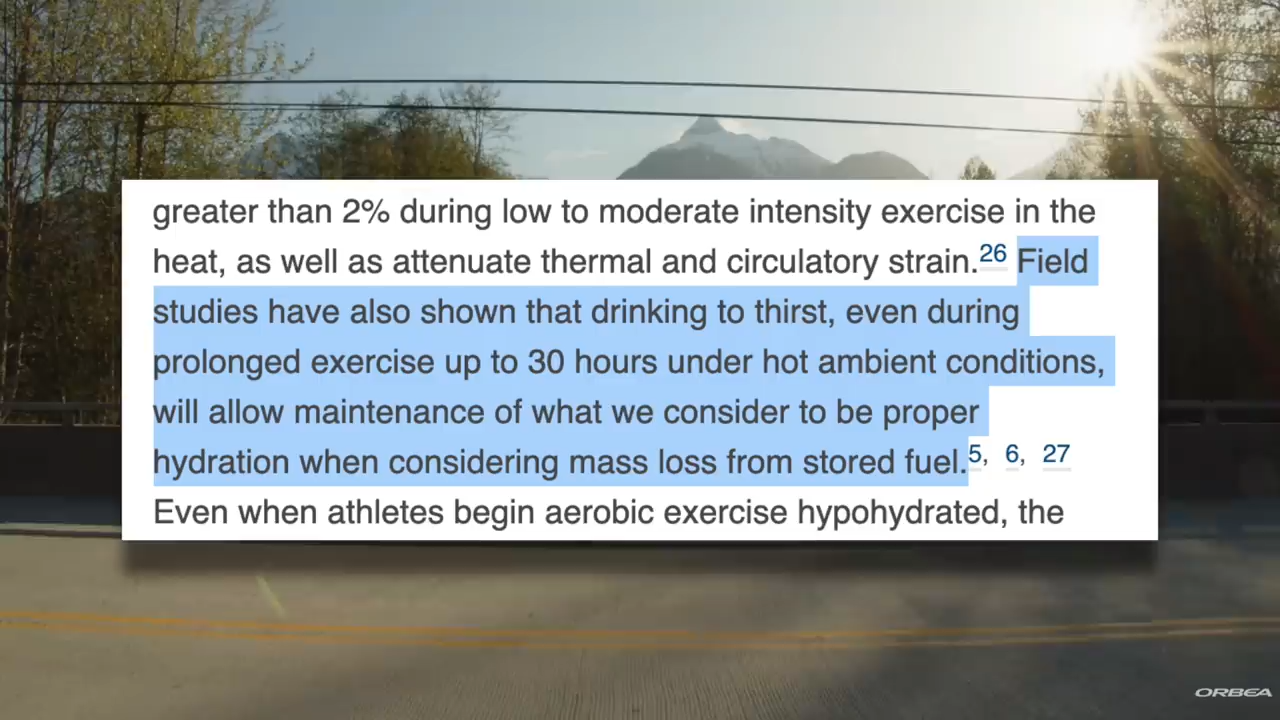 greater than 2% during low to moderate intensity exercise in the
heat, as well as attenuate thermal and circulatory strain.26 Field
studies have also shown that drinking to thirst, even during
prolonged exercise up to 30 hours under hot ambient conditions,
will allow maintenance of what we consider to be proper
hydration when considering mass loss from stored fuel.5, 6, 27
Even when athletes begin aerobic exercise hypohydrated, the
ORBEA